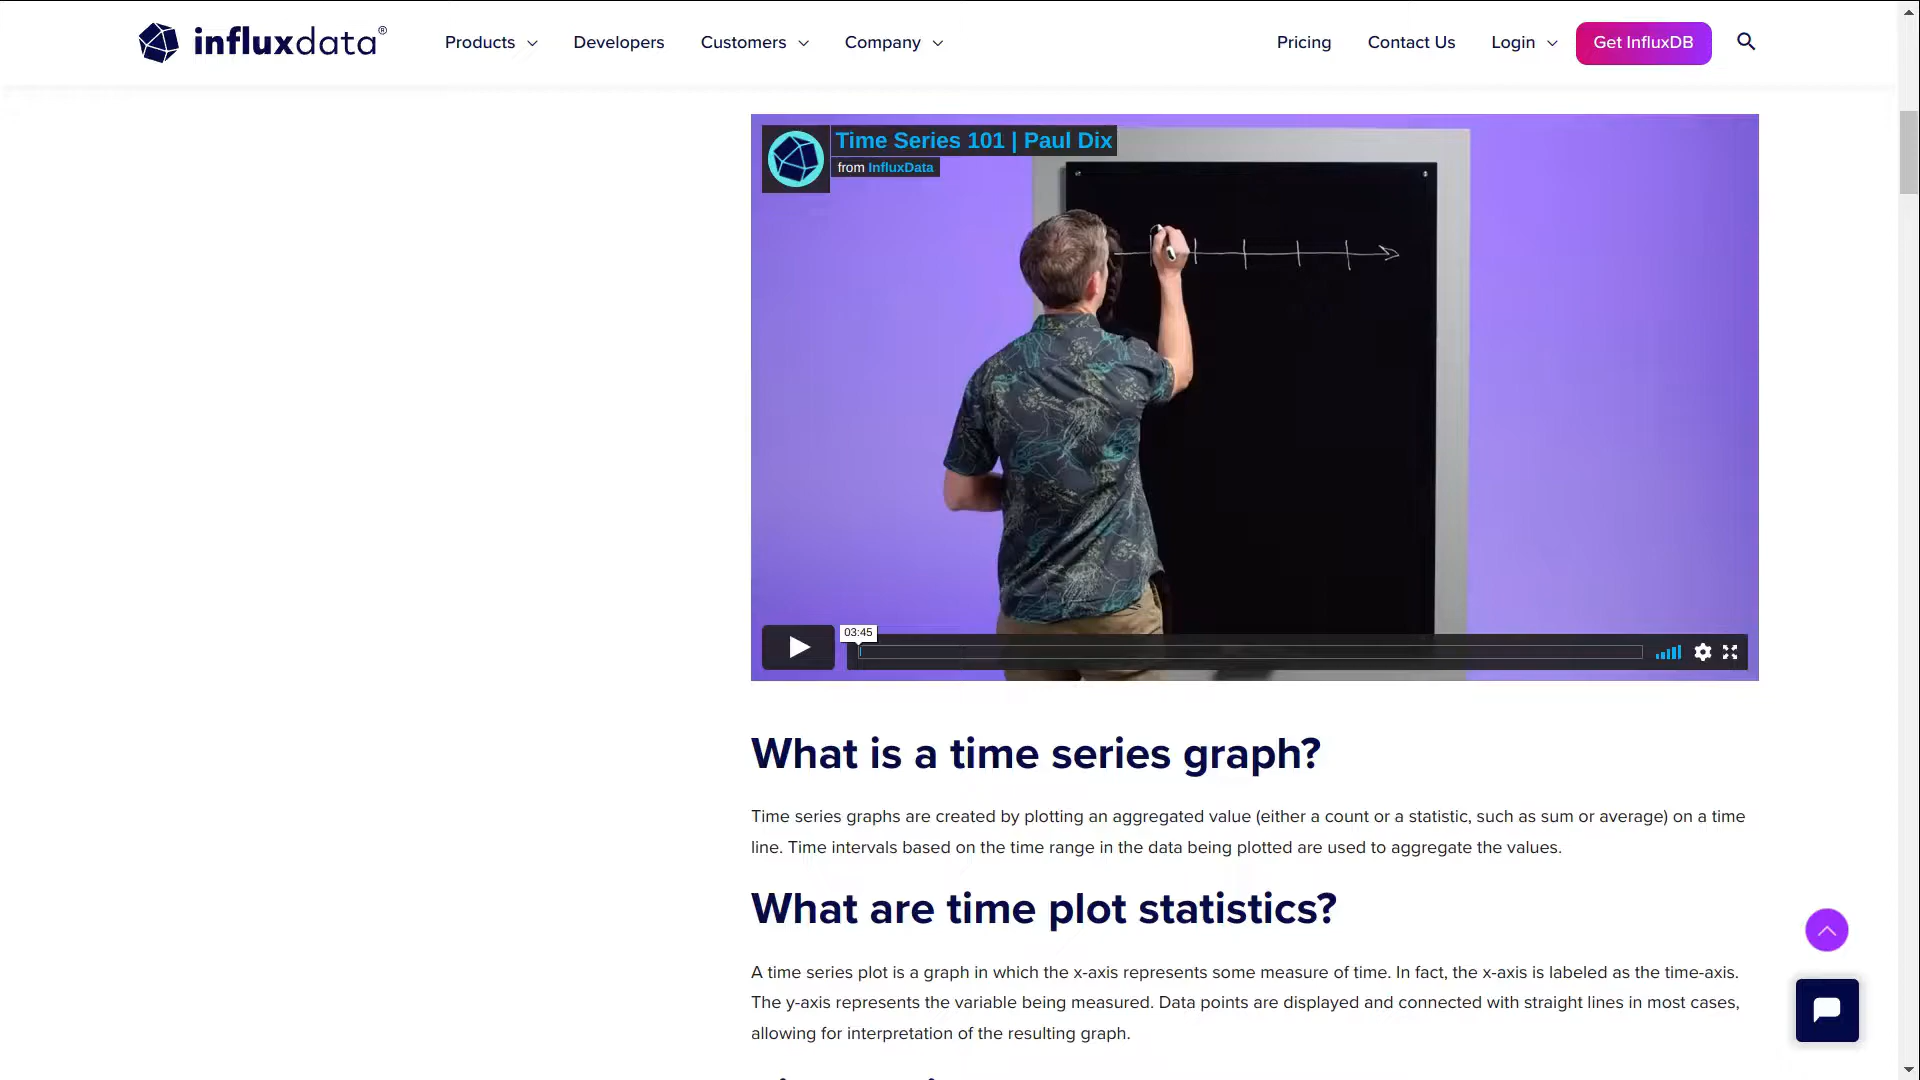 influxdata®
Products
Developers
Customers
Company
Pricing
Contact Us
Login
Get InfluxDB
Time Series 101 | Paul Dix
from InfluxData
03:45
What is a time series graph?
Time series graphs are created by plotting an aggregated value (either a count or a statistic, such as sum or average) on a time
line. Time intervals based on the time range in the data being plotted are used to aggregate the values.
What are time plot statistics?
A time series plot is a graph in which the x-axis represents some measure of time. In fact, the x-axis is labeled as the time-axis.
The y-axis represents the variable being measured. Data points are displayed and connected with straight lines in most cases,
allowing for interpretation of the resulting graph.